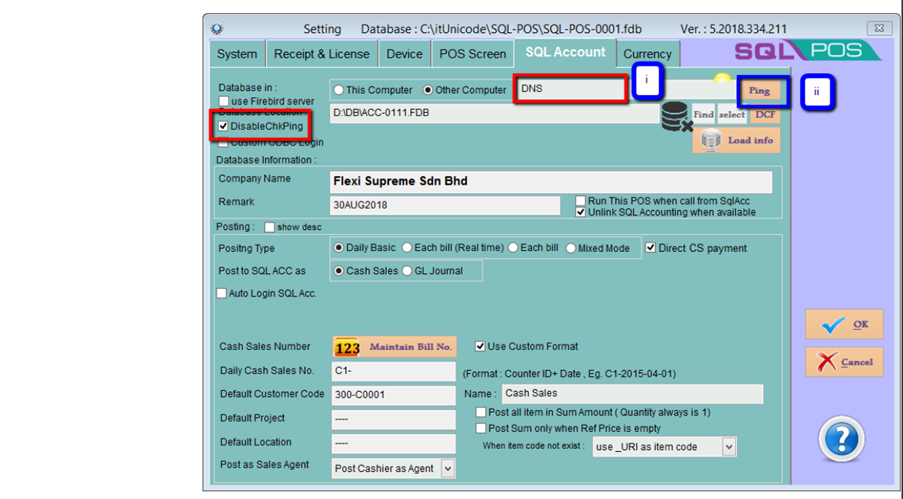 Setting Database : C:\itUnicode\SQL-POS\SQL-POS-0001.fdb Ver. : 5.2018.334.211
System Receipt & License Device POS Screen SQL Account Currency
SQL POS
Database in : This Computer Other Computer DNS i Ping ii
use Firebird server
Database Location : D:\DB\ACC-0111.FDB Find select DCF
DisableChkPing
Custom ODBC Login Load info
Database Information :
Company Name Flexi Supreme Sdn Bhd
Remark 30AUG2018 Run This POS when call from SqlAcc
Unlink SQL Accounting when available
Posting : show desc
Positng Type Daily Basic Each bill (Real time) Each bill Mixed Mode Direct CS payment
Post to SQL ACC as Cash Sales GL Journal
Auto Login SQL Acc.
Cash Sales Number 123 Maintain Bill No. Use Custom Format
Daily Cash Sales No. C1- (Format : Counter ID+ Date , Eg. C1-2015-04-01)
Default Customer Code 300-C0001 Name : Cash Sales
Default Project ---- Post all item in Sum Amount ( Quantity always is 1)
Post Sum only when Ref Price is empty
Default Location ---- When item code not exist : use _URI as item code
Post as Sales Agent Post Cashier as Agent
OK
Cancel
?